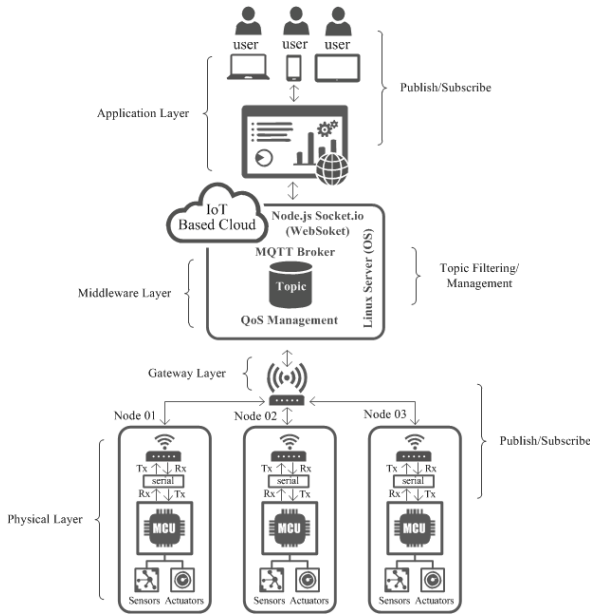 user user user
Publish/Subscribe
Application Layer
IoT
Based Cloud
Node.js Socket.io
(WebSoket)
MQTT Broker
Linux Server (OS)
Topic Filtering/
Management
Middleware Layer
Topic
QoS Management
Gateway Layer
Node 01 Node 02 Node 03
Publish/Subscribe
Tx Rx Tx Rx Tx Rx
serial serial serial
Rx Tx Rx Tx Rx Tx
Physical Layer
MCU MCU MCU
Sensors Actuators Sensors Actuators Sensors Actuators